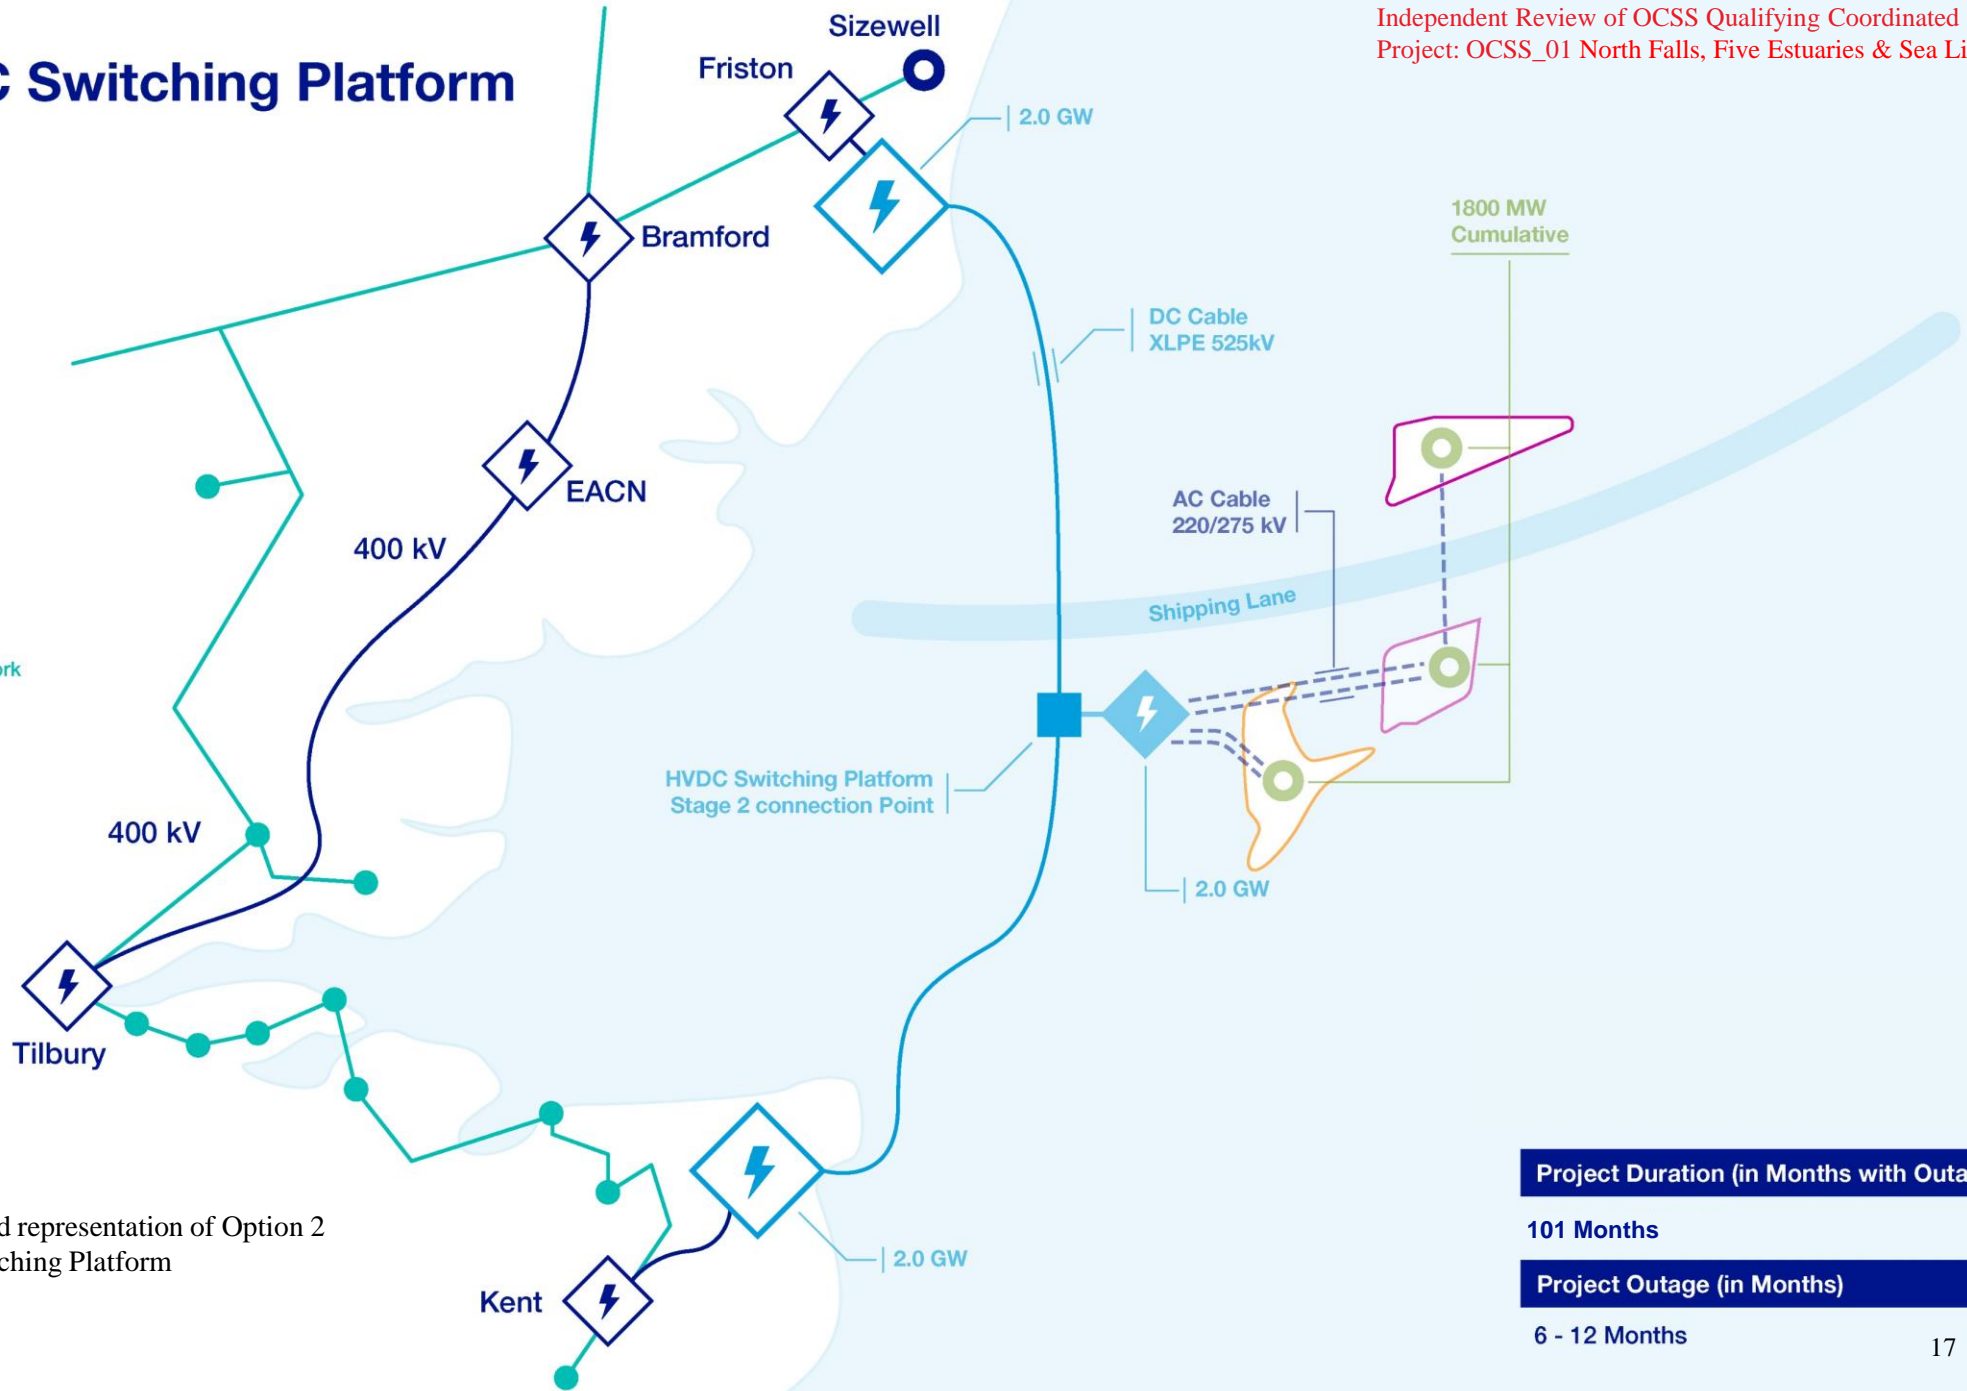 Independent Review of OCSS Qualifying Coordinated
Project: OCSS_01 North Falls, Five Estuaries & Sea Li
C Switching Platform
Sizewell
Friston
2.0 GW
Bramford
1800 MW
Cumulative
DC Cable
XLPE 525kV
EACN
AC Cable
220/275 kV
400 kV
Shipping Lane
rk
HVDC Switching Platform
Stage 2 connection Point
400 kV
2.0 GW
Tilbury
Project Duration (in Months with Outa
101 Months
d representation of Option 2
ching Platform
2.0 GW
Project Outage (in Months)
Kent
6 - 12 Months
17